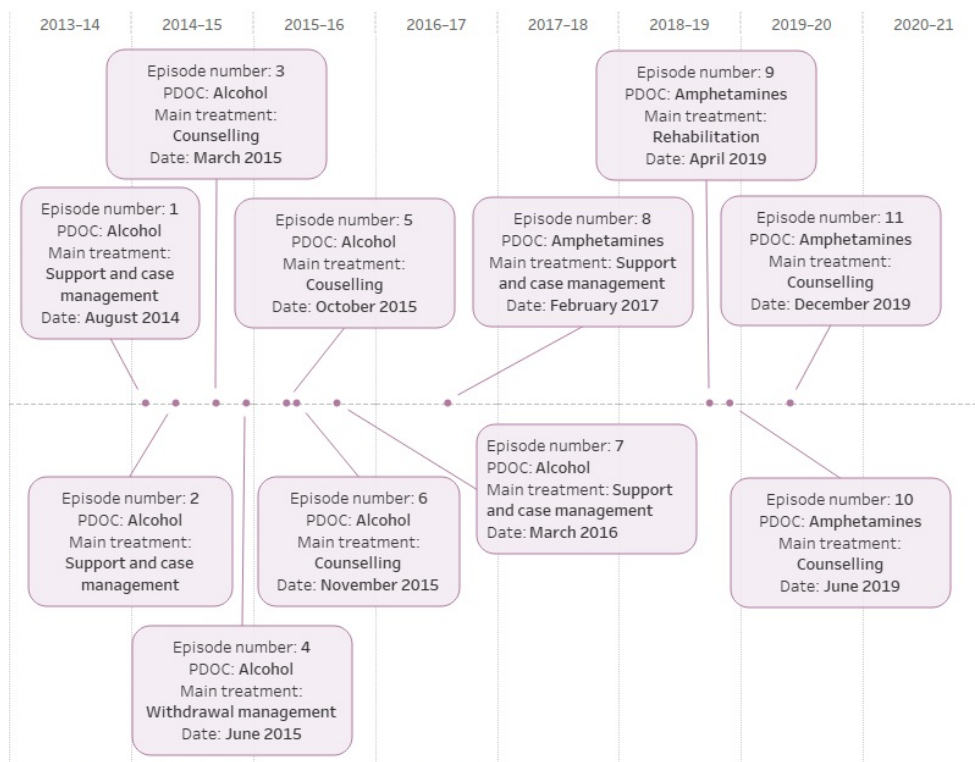 2013–14
2014–15
2015–16
2016–17
2017–18
2018–19
2019–20
2020–21
Episode number: 3
PDOC: Alcohol
Main treatment:
Counselling
Date: March 2015
Episode number: 9
PDOC: Amphetamines
Main treatment:
Rehabilitation
Date: April 2019
Episode number: 1
PDOC: Alcohol
Main treatment:
Support and case
management
Date: August 2014
Episode number: 5
PDOC: Alcohol
Main treatment:
Couselling
Date: October 2015
Episode number: 8
PDOC: Amphetamines
Main treatment: Support
and case management
Date: February 2017
Episode number: 11
PDOC: Amphetamines
Main treatment:
Counselling
Date: December 2019
Episode number: 2
PDOC: Alcohol
Main treatment:
Support and case
management
Episode number: 6
PDOC: Alcohol
Main treatment:
Counselling
Date: November 2015
Episode number: 7
PDOC: Alcohol
Main treatment: Support
and case management
Date: March 2016
Episode number: 10
PDOC: Amphetamines
Main treatment:
Counselling
Date: June 2019
Episode number: 4
PDOC: Alcohol
Main treatment:
Withdrawal management
Date: June 2015